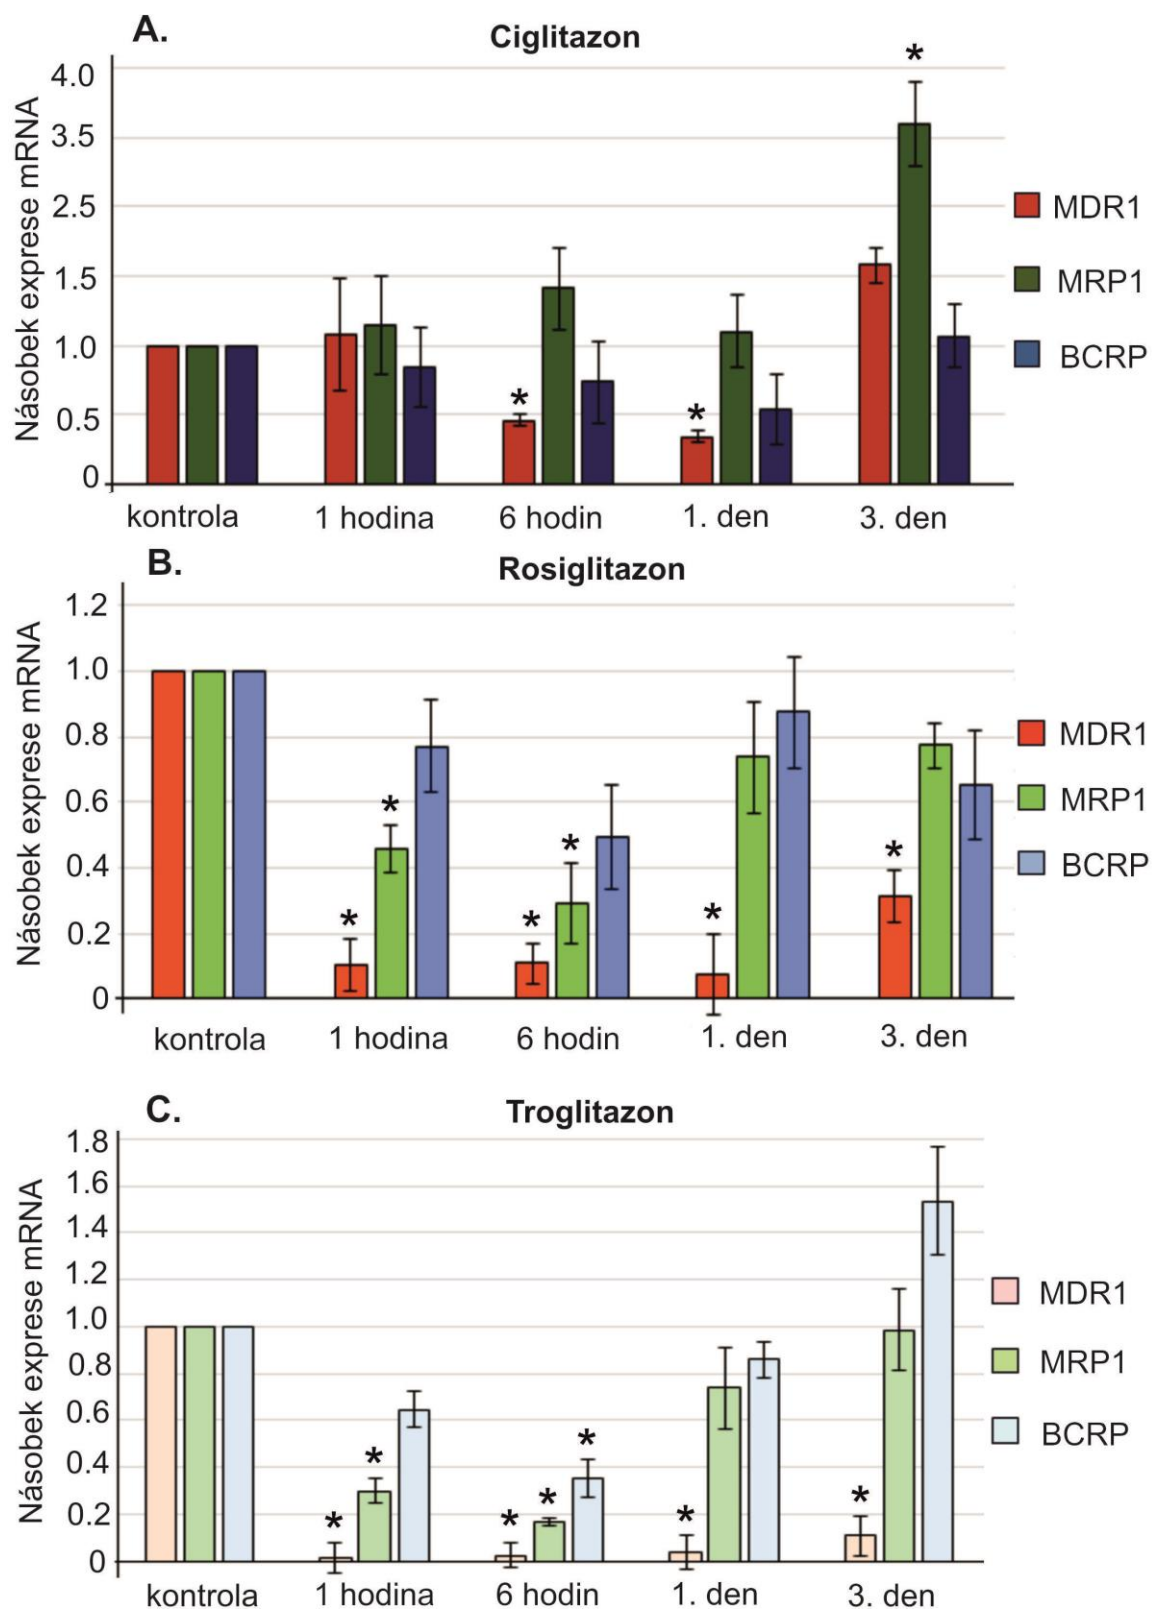 A.
Ciglitazon
Násobek exprese mRNA
4.0
3.5
2.5
1.5
1.0
0.5
0
*
*
*
kontrola
1 hodina
6 hodin
1. den
3. den
MDR1
MRP1
BCRP
B.
Rosiglitazon
Násobek exprese mRNA
1.2
1.0
0.8
0.6
0.4
0.2
0
*
*
*
*
*
*
kontrola
1 hodina
6 hodin
1. den
3. den
MDR1
MRP1
BCRP
C.
Troglitazon
Násobek exprese mRNA
1.8
1.6
1.4
1.2
1.0
0.8
0.6
0.4
0.2
0
*
*
*
*
*
*
*
kontrola
1 hodina
6 hodin
1. den
3. den
MDR1
MRP1
BCRP